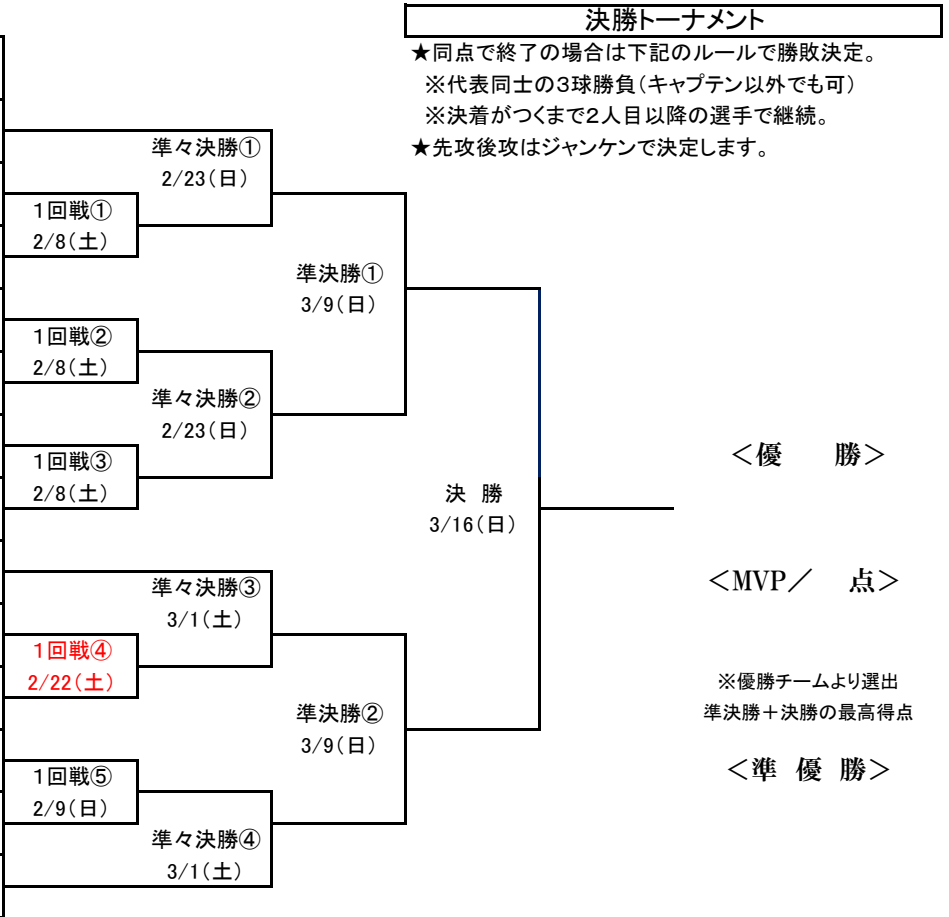 決勝トーナメント
★同点で終了の場合は下記のルールで勝敗決定。
※代表同士の3球勝負(キャプテン以外でも可)
※決着がつくまで2人目以降の選手で継続。
★先攻後攻はジャンケンで決定します。
準々決勝①
2/23(日)
1回戦①
2/8(土)
準決勝①
3/9(日)
1回戦②
2/8(土)
準々決勝②
2/23(日)
1回戦③
2/8(土)
決 勝
3/16(日)
<優 勝>
<MVP/ 点>
準々決勝③
3/1(土)
1回戦④
2/22(土)
※優勝チームより選出
準決勝+決勝の最高得点
準決勝②
3/9(日)
<準 優 勝>
1回戦⑤
2/9(日)
準々決勝④
3/1(土)